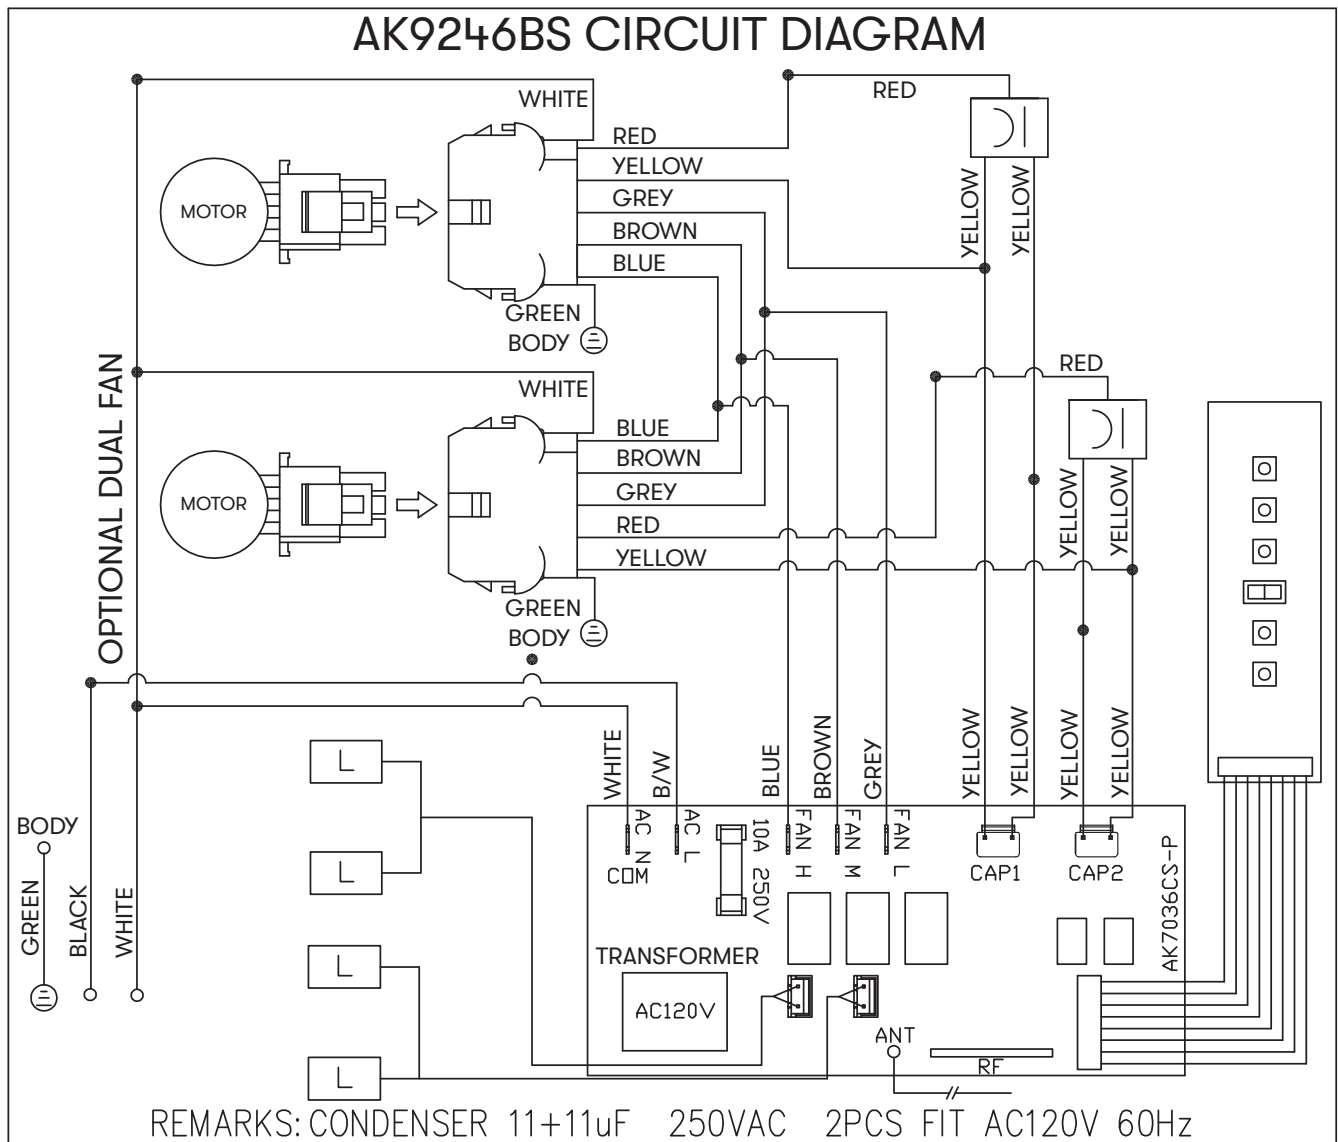 AK9246BS CIRCUIT DIAGRAM
WHITE
RED
RED
YELLOW
GREY
BROWN
BLUE
MOTOR
GREEN
BODY
YELLOW
YELLOW
OPTIONAL DUAL FAN
WHITE
RED
BLUE
BROWN
GREY
RED
YELLOW
MOTOR
GREEN
BODY
YELLOW
YELLOW
WHITE
B/W
BLUE
BROWN
GREY
YELLOW
YELLOW
YELLOW
YELLOW
L
L
L
L
BODY
GREEN
BLACK
WHITE
AC N
COM
AC L
10A 250V
FAN H
FAN M
FAN L
CAP1
CAP2
AK7036CS-P
TRANSFORMER
AC120V
ANT
RF
REMARKS: CONDENSER 11+11uF 250VAC 2PCS FIT AC120V 60Hz